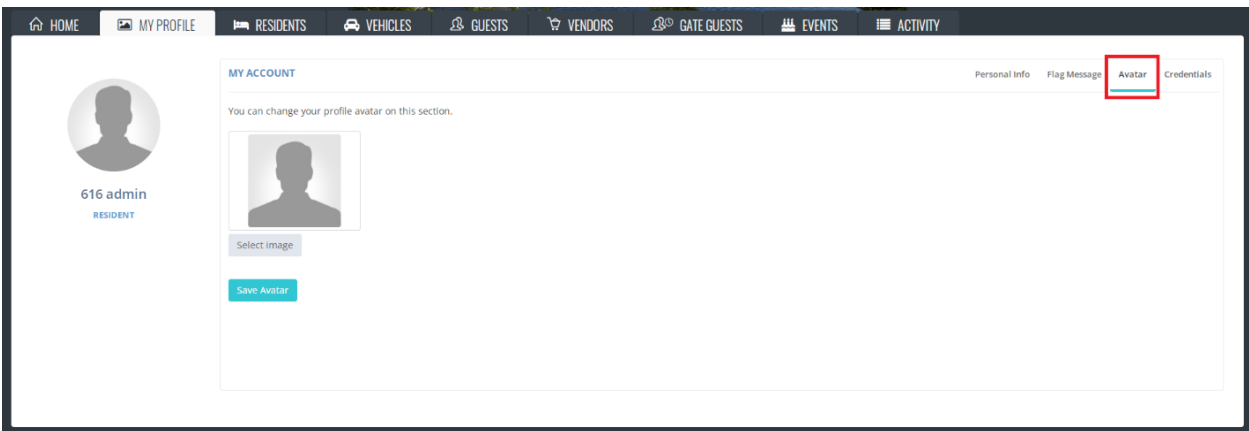 HOME MY PROFILE RESIDENTS VEHICLES GUESTS VENDORS GATE GUESTS EVENTS ACTIVITY
MY ACCOUNT Personal Info Flag Message Avatar Credentials
You can change your profile avatar on this section.
616 admin
RESIDENT
Select image
Save Avatar